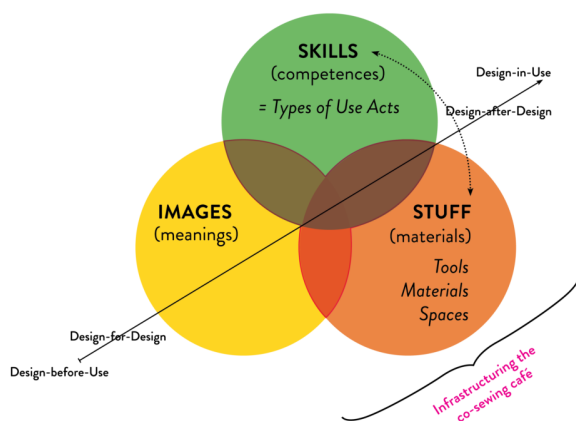 SKILLS
(competences)
= Types of Use Acts
Design-in-Use
Design-after-Design
IMAGES
(meanings)
STUFF
(materials)
Tools
Materials
Spaces
Design-for-Design
Design-before-Use
Infrastructuring the
co-sewing café